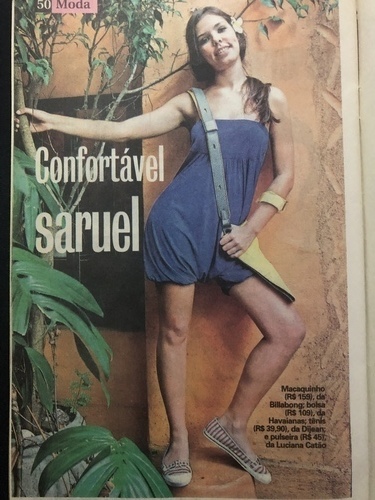 50 Moda
Confortável
saruel
Macaquinho
(R$ 159), da
Billabong; bolsa
(R$ 109), da
Havaianas; tênis
(R$ 39,90), da Dijean;
e pulseira (R$ 45),
da Luciana Catão